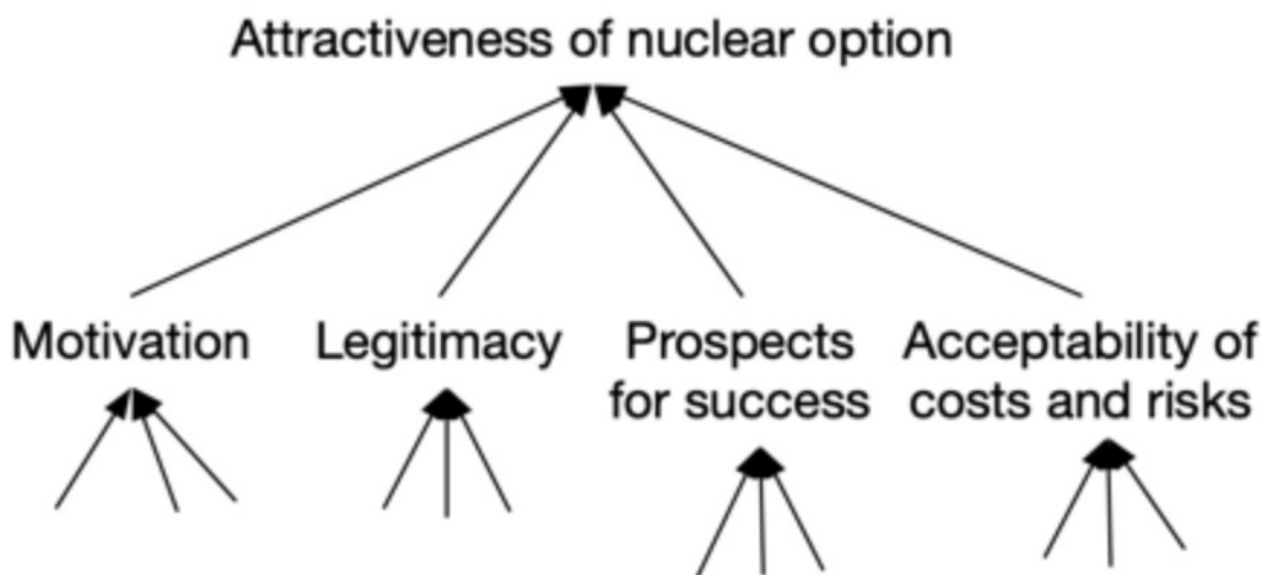 Attractiveness of nuclear option
Motivation
Legitimacy
Prospects
for success
Acceptability of
costs and risks